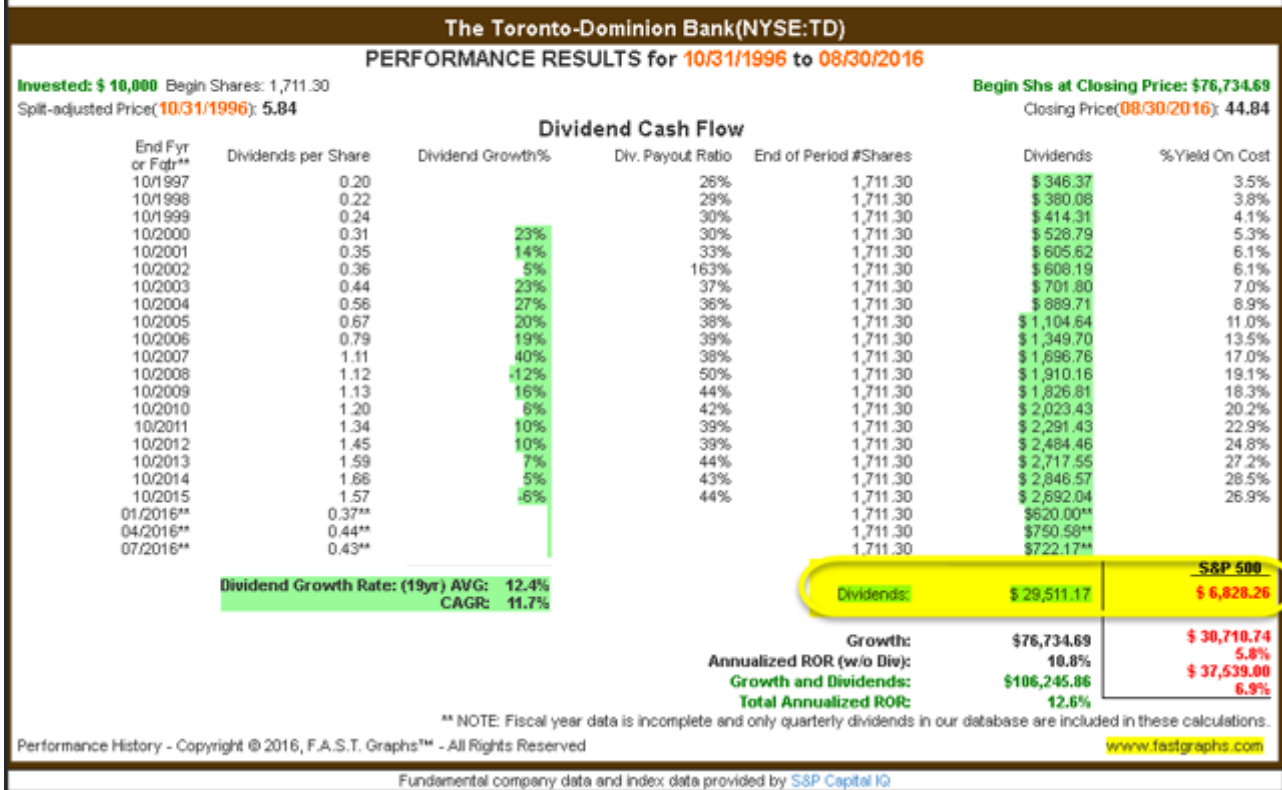 The Toronto-Dominion Bank(NYSE:TD)
PERFORMANCE RESULTS for 10/31/1996 to 08/30/2016
Invested: $ 10,000 Begin Shares: 1,711.30 Begin Shs at Closing Price: $76,734.69
Split-adjusted Price(10/31/1996): 5.84 Closing Price(08/30/2016): 44.84
Dividend Cash Flow
End Fyr or Fqtr** Dividends per Share Dividend Growth% Div. Payout Ratio End of Period #Shares Dividends %Yield On Cost
10/1997 0.20 26% 1,711.30 $ 346.37 3.5%
10/1998 0.22 29% 1,711.30 $ 380.08 3.8%
10/1999 0.24 30% 1,711.30 $ 414.31 4.1%
10/2000 0.31 23% 30% 1,711.30 $ 528.79 5.3%
10/2001 0.35 14% 33% 1,711.30 $ 605.62 6.1%
10/2002 0.36 5% 163% 1,711.30 $ 608.19 6.1%
10/2003 0.44 23% 37% 1,711.30 $ 701.80 7.0%
10/2004 0.56 27% 36% 1,711.30 $ 889.71 8.9%
10/2005 0.67 20% 38% 1,711.30 $ 1,104.64 11.0%
10/2006 0.79 19% 39% 1,711.30 $ 1,349.70 13.5%
10/2007 1.11 40% 38% 1,711.30 $ 1,696.76 17.0%
10/2008 1.12 -12% 50% 1,711.30 $ 1,910.16 19.1%
10/2009 1.13 16% 44% 1,711.30 $ 1,826.81 18.3%
10/2010 1.20 6% 42% 1,711.30 $ 2,023.43 20.2%
10/2011 1.34 10% 39% 1,711.30 $ 2,291.43 22.9%
10/2012 1.45 10% 39% 1,711.30 $ 2,484.46 24.8%
10/2013 1.59 7% 44% 1,711.30 $ 2,717.55 27.2%
10/2014 1.66 5% 43% 1,711.30 $ 2,846.57 28.5%
10/2015 1.57 -6% 44% 1,711.30 $ 2,692.04 26.9%
01/2016** 0.37** 1,711.30 $620.00**
04/2016** 0.44** 1,711.30 $750.58**
07/2016** 0.43** 1,711.30 $722.17**
S&P 500
Dividend Growth Rate: (19yr) AVG: 12.4% Dividends: $ 29,511.17 $ 6,828.26
CAGR: 11.7%
Growth: $76,734.69 $ 30,710.74
Annualized ROR (w/o Div): 10.8% 5.8%
Growth and Dividends: $106,245.86 $ 37,539.00
Total Annualized ROR: 12.6% 6.9%
** NOTE: Fiscal year data is incomplete and only quarterly dividends in our database are included in these calculations.
Performance History - Copyright © 2016, F.A.S.T. Graphs™ - All Rights Reserved www.fastgraphs.com
Fundamental company data and index data provided by S&P Capital IQ